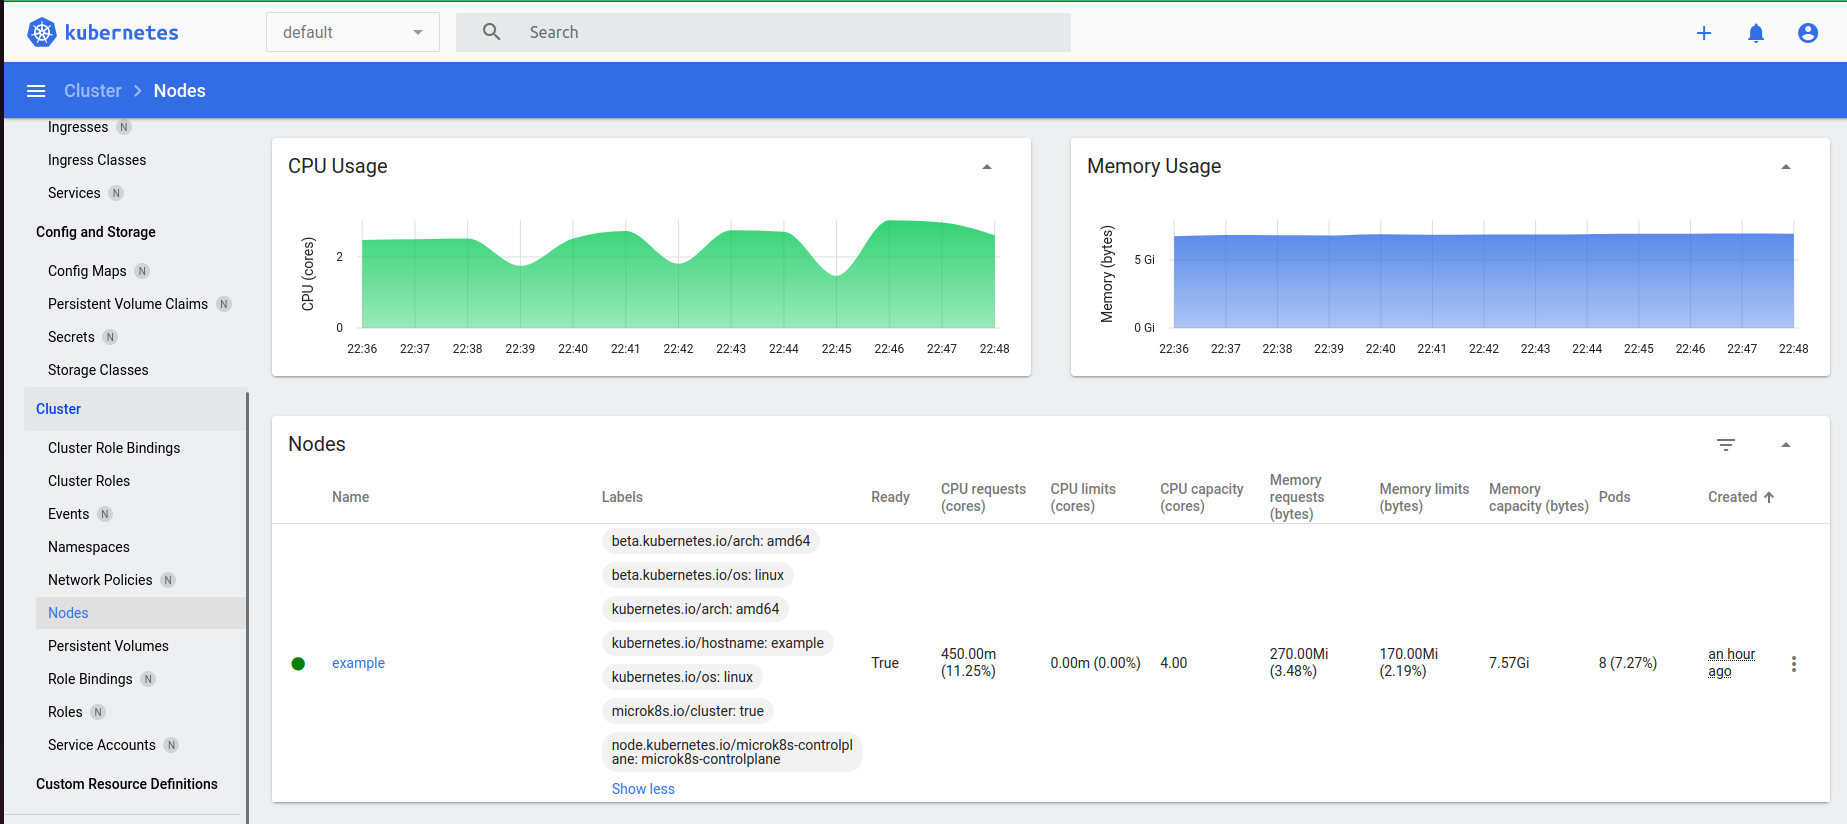 kubernetes
default
Search
Cluster > Nodes
Ingresses N
Ingress Classes
Services N
Config and Storage
Config Maps N
Persistent Volume Claims N
Secrets N
Storage Classes
Cluster
Cluster Role Bindings
Cluster Roles
Events N
Namespaces
Network Policies N
Nodes
Persistent Volumes
Role Bindings N
Roles N
Service Accounts N
Custom Resource Definitions
CPU Usage
CPU (cores)
2
0
22:36 22:37 22:38 22:39 22:40 22:41 22:42 22:43 22:44 22:45 22:46 22:47 22:48
Memory Usage
Memory (bytes)
5 Gi
0 Gi
22:36 22:37 22:38 22:39 22:40 22:41 22:42 22:43 22:44 22:45 22:46 22:47 22:48
Nodes
Name
Labels
Ready
CPU requests
(cores)
CPU limits
(cores)
CPU capacity
(cores)
Memory
requests
(bytes)
Memory limits
(bytes)
Memory
capacity (bytes)
Pods
Created
example
beta.kubernetes.io/arch: amd64
beta.kubernetes.io/os: linux
kubernetes.io/arch: amd64
kubernetes.io/hostname: example
kubernetes.io/os: linux
microk8s.io/cluster: true
node.kubernetes.io/microk8s-controlpl
ane: microk8s-controlplane
Show less
True
450.00m
(11.25%)
0.00m (0.00%)
4.00
270.00Mi
(3.48%)
170.00Mi
(2.19%)
7.57Gi
8 (7.27%)
an hour
ago